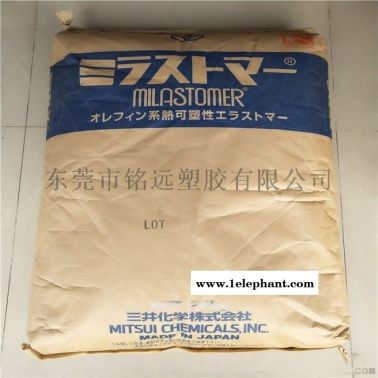 ミラストマー®
MILASTOMER®
オレフィン系熱可塑性エラストマー
东莞市铭远塑胶有限公司
LOT
www.1elephant.com
三井化学株式会社
MITSUI CHEMICALS, INC.
MADE IN JAPAN